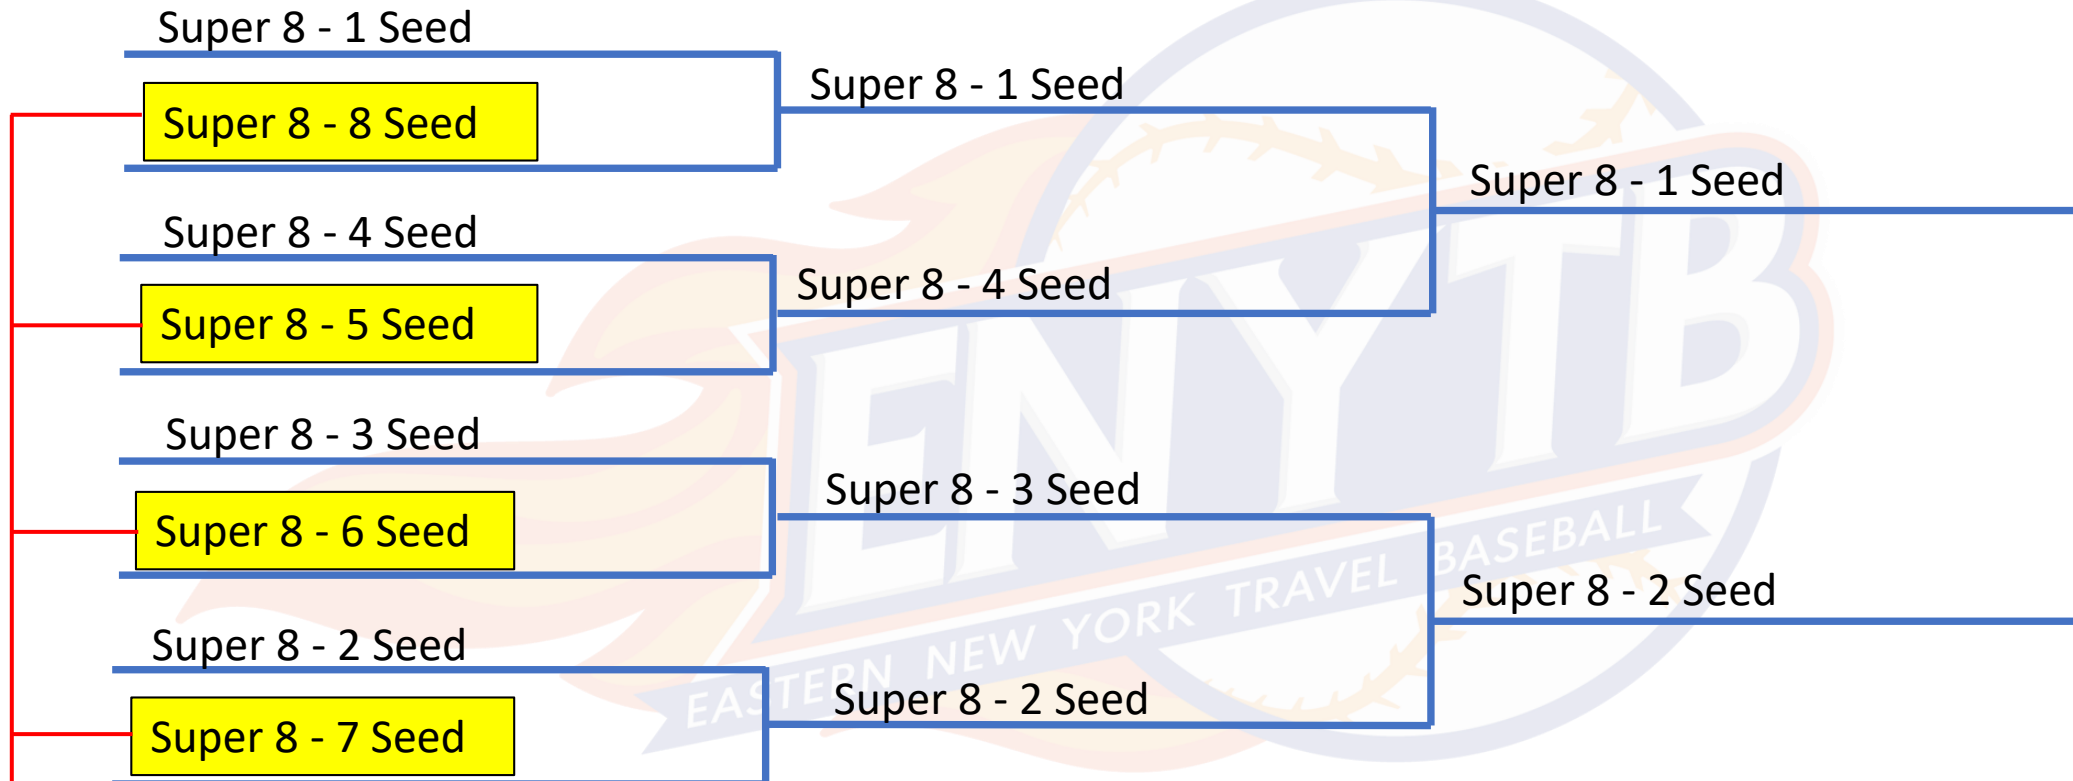 Super 8 - 1 Seed
Super 8 - 8 Seed
Super 8 - 4 Seed
Super 8 - 5 Seed
Super 8 - 3 Seed
Super 8 - 6 Seed
Super 8 - 2 Seed
Super 8 - 7 Seed
Super 8 - 1 Seed
Super 8 - 4 Seed
Super 8 - 3 Seed
Super 8 - 2 Seed
Super 8 - 1 Seed
Super 8 - 2 Seed
ENYTB
EASTERN NEW YORK TRAVEL BASEBALL